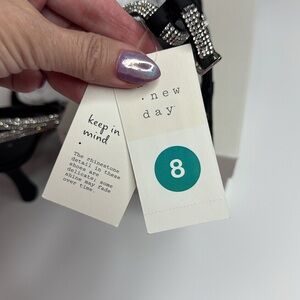 keep in
mind
.
The rhinestone
detail in these
shoes are
delicate; some
shine may fade
over time.
. new
day
8